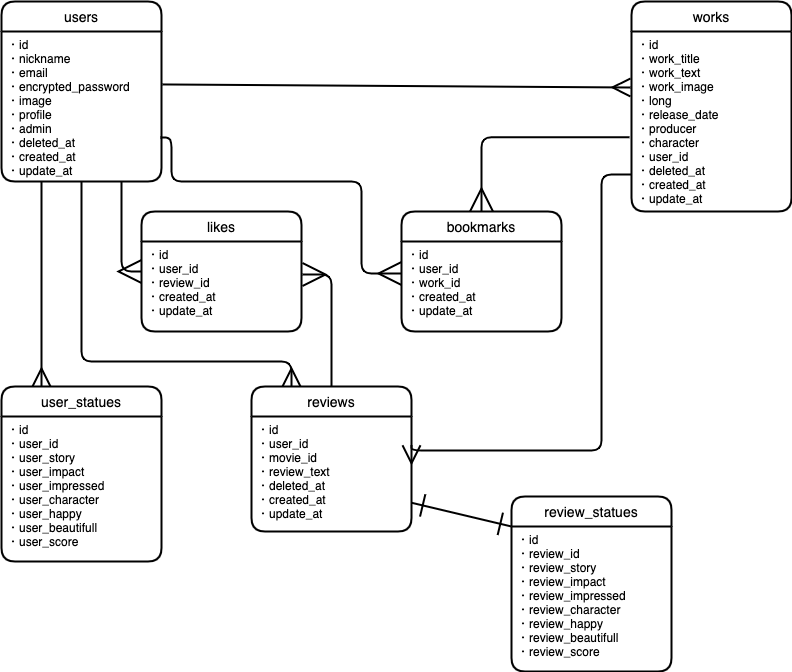 users
· id
· nickname
· email
· encrypted_password
· image
· profile
· admin
· deleted_at
· created_at
· update_at
works
· id
· work_title
· work_text
· work_image
· long
· release_date
· producer
· character
· user_id
· deleted_at
· created_at
· update_at
likes
· id
· user_id
· review_id
· created_at
· update_at
bookmarks
· id
· user_id
· work_id
· created_at
· update_at
user_statues
· id
· user_id
· user_story
· user_impact
· user_impressed
· user_character
· user_happy
· user_beautifull
· user_score
reviews
· id
· user_id
· movie_id
· review_text
· deleted_at
· created_at
· update_at
review_statues
· id
· review_id
· review_story
· review_impact
· review_impressed
· review_character
· review_happy
· review_beautifull
· review_score